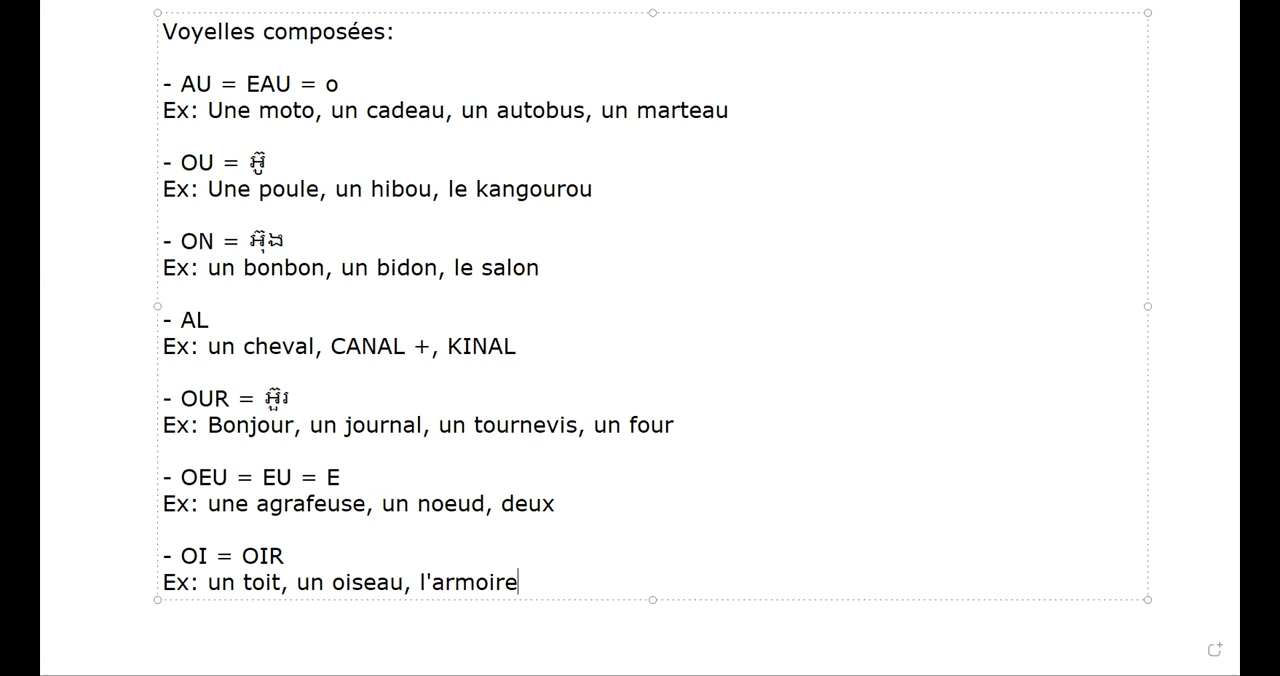 Voyelles composées:
- AU = EAU = o
Ex: Une moto, un cadeau, un autobus, un marteau
- OU = អ៊ូ
Ex: Une poule, un hibou, le kangourou
- ON = អ៊ុង
Ex: un bonbon, un bidon, le salon
- AL
Ex: un cheval, CANAL +, KINAL
- OUR = អ៊ួរ
Ex: Bonjour, un journal, un tournevis, un four
- OEU = EU = E
Ex: une agrafeuse, un noeud, deux
- OI = OIR
Ex: un toit, un oiseau, l'armoire